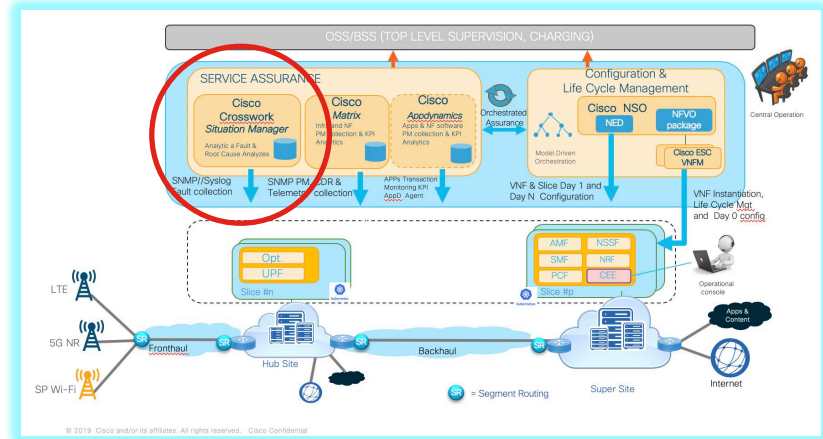 OSS/BSS (TOP LEVEL SUPERVISION, CHARGING)
SERVICE ASSURANCE
Cisco
Crosswork
Situation Manager
Analytic a Fault &
Root Cause Analyzes
Cisco
Matrix
Infra and NF
PM collection & KPI
Analytics
Cisco
Appdynamics
Apps & NF software
PM collection & KPI
Analytics
Orchestrated
Assurance
Configuration &
Life Cycle Management
Cisco NSO
NED
NFVO
package
Model Driven
Orchestration
Cisco ESC
VNFM
Central Operation
SNMP//Syslog
Fault collection
SNMP PM, CDR &
Telemetry collection
APPs Transaction
Monitoring KPI
AppD Agent
VNF & Slice Day 1 and
Day N Configuration
VNF Instantiation,
Life Cycle Mgt
and Day 0 config
Opt.
UPF
Slice #n
kubernetes
AMF
NSSF
SMF
NRF
PCF
CEE
Slice #p
kubernetes
Operational
console
LTE
5G NR
SP Wi-Fi
SR
Fronthaul
SR
Hub Site
SR
Backhaul
SR
Super Site
Apps &
Content
Internet
SR
= Segment Routing
© 2019 Cisco and/or its affiliates. All rights reserved. Cisco Confidential